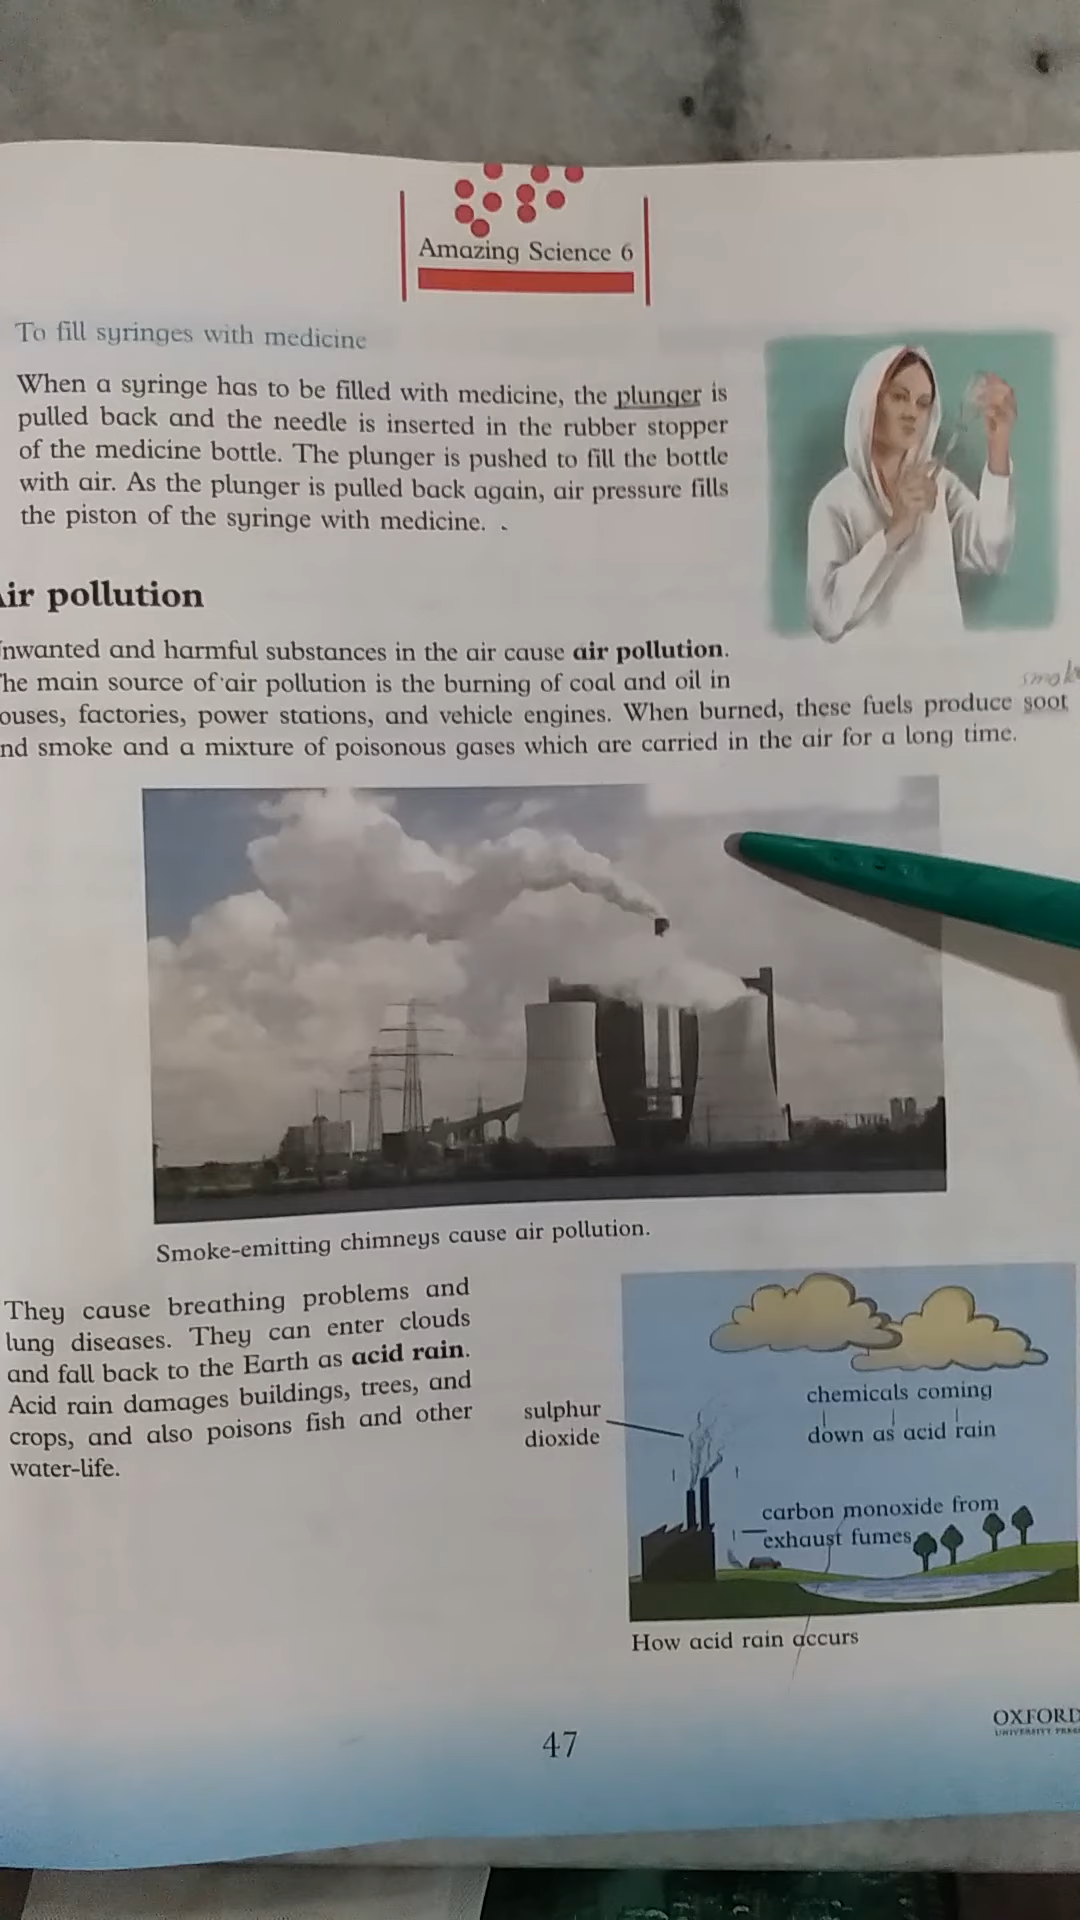 Amazing Science 6
To fill syringes with medicine
When a syringe has to be filled with medicine, the plunger is
pulled back and the needle is inserted in the rubber stopper
of the medicine bottle. The plunger is pushed to fill the bottle
with air. As the plunger is pulled back again, air pressure fills
the piston of the syringe with medicine.
ir pollution
nwanted and harmful substances in the air cause air pollution.
he main source of air pollution is the burning of coal and oil in
smok
ouses, factories, power stations, and vehicle engines. When burned, these fuels produce soot
nd smoke and a mixture of poisonous gases which are carried in the air for a long time.
Smoke-emitting chimneys cause air pollution.
They cause breathing problems and
lung diseases. They can enter clouds
and fall back to the Earth as acid rain.
Acid rain damages buildings, trees, and
crops, and also poisons fish and other
water-life.
sulphur
dioxide
chemicals coming
down as acid rain
carbon monoxide from
exhaust fumes
How acid rain accurs
47
OXFORD
UNIVERSITY PRES